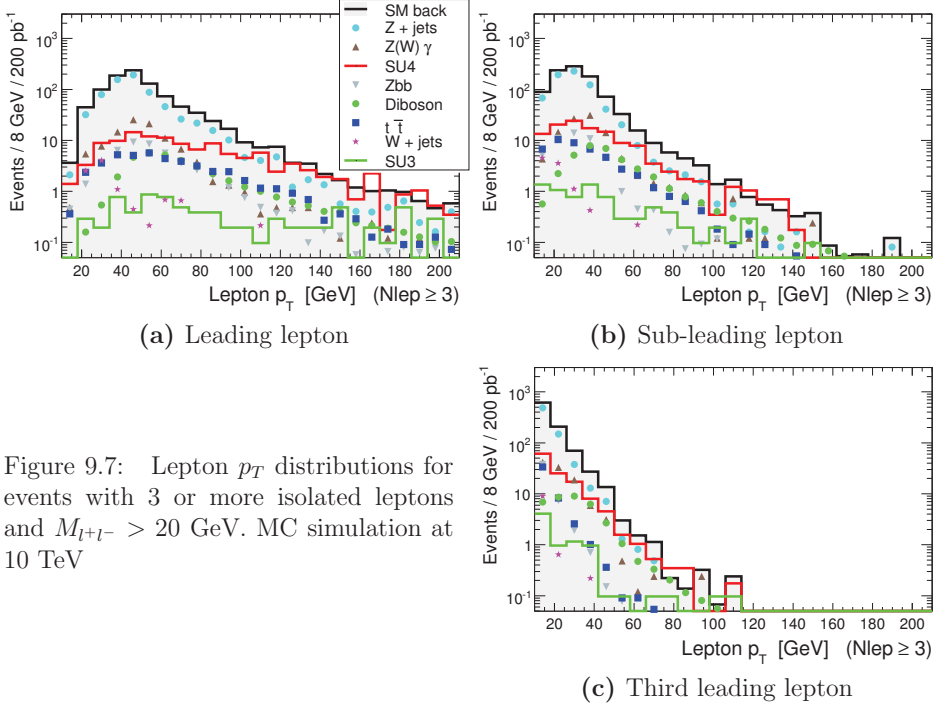 Events / 8 GeV / 200 pb⁻¹
10³
10²
10
1
10⁻¹
20 40 60 80 100 120 140 160 180 200
Lepton p_T [GeV] (Nlep ≥ 3)
SM back
Z + jets
Z(W) γ
SU4
Zbb
Diboson
t t̅
W + jets
SU3
(a) Leading lepton
Events / 8 GeV / 200 pb⁻¹
10³
10²
10
1
10⁻¹
20 40 60 80 100 120 140 160 180 200
Lepton p_T [GeV] (Nlep ≥ 3)
(b) Sub-leading lepton
Figure 9.7: Lepton p_T distributions for
events with 3 or more isolated leptons
and M_{l⁺l⁻} > 20 GeV. MC simulation at
10 TeV
Events / 8 GeV / 200 pb⁻¹
10³
10²
10
1
10⁻¹
20 40 60 80 100 120 140 160 180 200
Lepton p_T [GeV] (Nlep ≥ 3)
(c) Third leading lepton